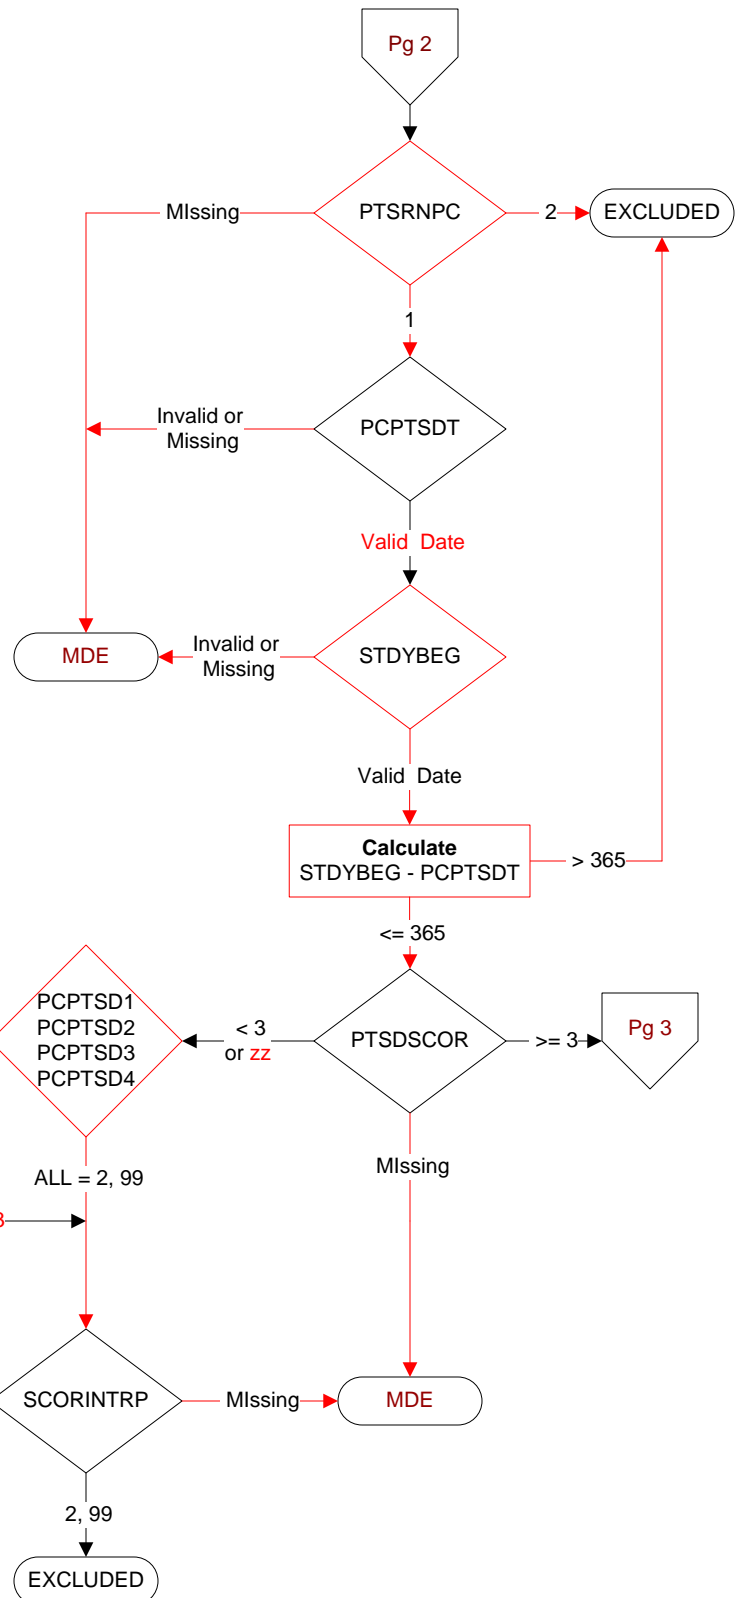 Pg 2
PTSRNPC
MIssing
2
EXCLUDED
1
PCPTSDT
Invalid or
Missing
Valid  Date
STDYBEG
Invalid or
Missing
MDE
Valid  Date
Calculate
STDYBEG - PCPTSDT
> 365
<= 365
PCPTSD1
PCPTSD2
PCPTSD3
PCPTSD4
< 3
or zz
PTSDSCOR
>= 3
Pg 3
MIssing
ALL = 2, 99
SCORINTRP
MIssing
MDE
2, 99
EXCLUDED